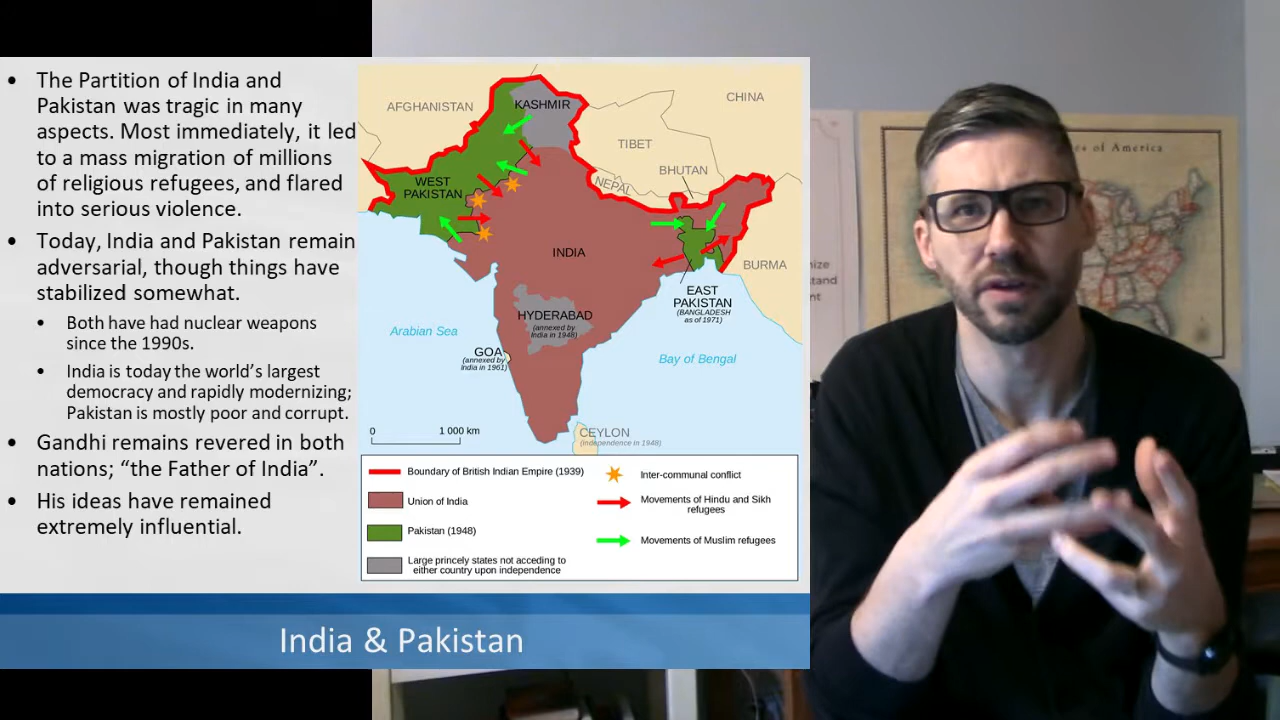 • The Partition of India and
Pakistan was tragic in many
aspects. Most immediately, it led
to a mass migration of millions
of religious refugees, and flared
into serious violence.
• Today, India and Pakistan remain
adversarial, though things have
stabilized somewhat.
• Both have had nuclear weapons
since the 1990s.
• India is today the world's largest
democracy and rapidly modernizing;
Pakistan is mostly poor and corrupt.
• Gandhi remains revered in both
nations; "the Father of India".
• His ideas have remained
extremely influential.
AFGHANISTAN
KASHMIR
CHINA
TIBET
BHUTAN
NEPAL
WEST
PAKISTAN
INDIA
BURMA
EAST
PAKISTAN
(BANGLADESH
as of 1971)
HYDERABAD
(annexed by
India in 1948)
Arabian Sea
GOA
(annexed by
India in 1961)
Bay of Bengal
0 1 000 km
CEYLON
(independence in 1948)
Boundary of British Indian Empire (1939)
Union of India
Pakistan (1948)
Large princely states not acceding to
either country upon independence
Inter-communal conflict
Movements of Hindu and Sikh
refugees
Movements of Muslim refugees
India & Pakistan
of America